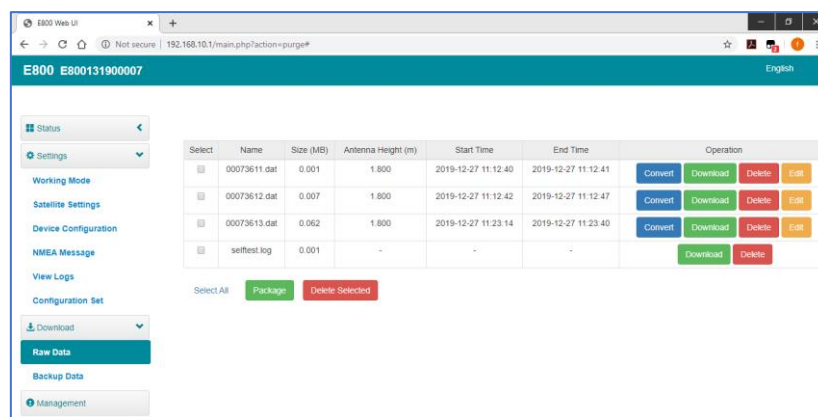 E800 Web UI
Not secure | 192.168.10.1/main.php?action=purge#
E800 E800131900007
English
Status
Settings
Working Mode
Satellite Settings
Device Configuration
NMEA Message
View Logs
Configuration Set
Download
Raw Data
Backup Data
Management
Select Name Size (MB) Antenna Height (m) Start Time End Time Operation
00073611.dat 0.001 1.800 2019-12-27 11:12:40 2019-12-27 11:12:41 Convert Download Delete Edit
00073612.dat 0.007 1.800 2019-12-27 11:12:42 2019-12-27 11:12:47 Convert Download Delete Edit
00073613.dat 0.062 1.800 2019-12-27 11:23:14 2019-12-27 11:23:40 Convert Download Delete Edit
selftest.log 0.001 - - - Download Delete
Select All Package Delete Selected